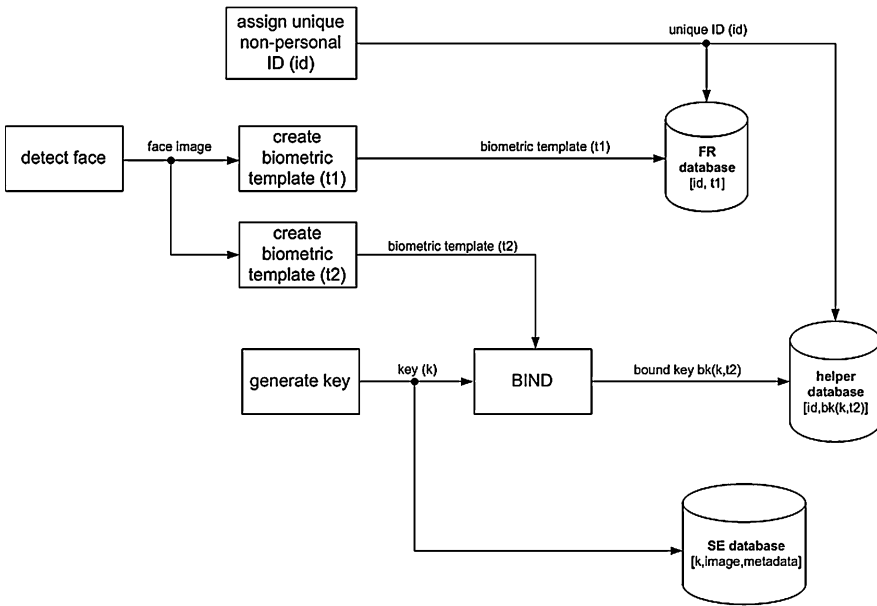 assign unique
non-personal
ID (id)
unique ID (id)
detect face
face image
create
biometric
template (t1)
biometric template (t1)
FR
database
[id, t1]
create
biometric
template (t2)
biometric template (t2)
generate key
key (k)
BIND
bound key bk(k,t2)
helper
database
[id,bk(k,t2)]
SE database
[k,image,metadata]